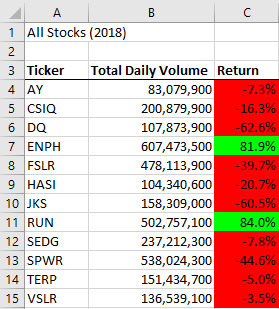 A B C
1 All Stocks (2018)
2
3 Ticker Total Daily Volume Return
4 AY 83,079,900 -7.3%
5 CSIQ 200,879,900 -16.3%
6 DQ 107,873,900 -62.6%
7 ENPH 607,473,500 81.9%
8 FSLR 478,113,900 -39.7%
9 HASI 104,340,600 -20.7%
10 JKS 158,309,000 -60.5%
11 RUN 502,757,100 84.0%
12 SEDG 237,212,300 -7.8%
13 SPWR 538,024,300 -44.6%
14 TERP 151,434,700 -5.0%
15 VSLR 136,539,100 -3.5%